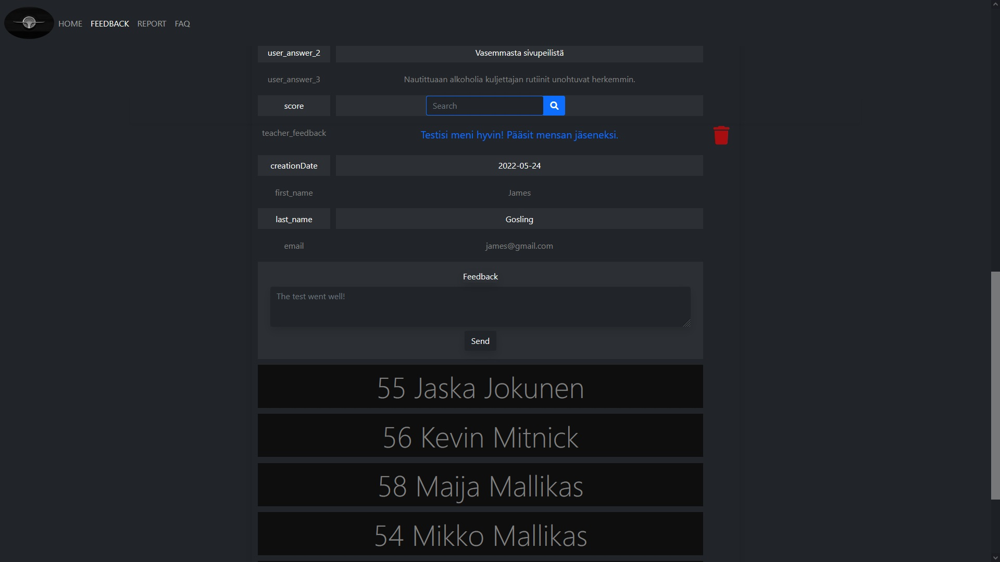 HOME FEEDBACK REPORT FAQ
user_answer_2 Vasemmasta sivupeilistä
user_answer_3 Nautittuaan alkoholia kuljettajan rutiinit unohtuvat herkemmin.
score Search
teacher_feedback Testisi meni hyvin! Pääsit mensan jäseneksi.
creationDate 2022-05-24
first_name James
last_name Gosling
email james@gmail.com
Feedback
The test went well!
Send
55 Jaska Jokunen
56 Kevin Mitnick
58 Maija Mallikas
54 Mikko Mallikas